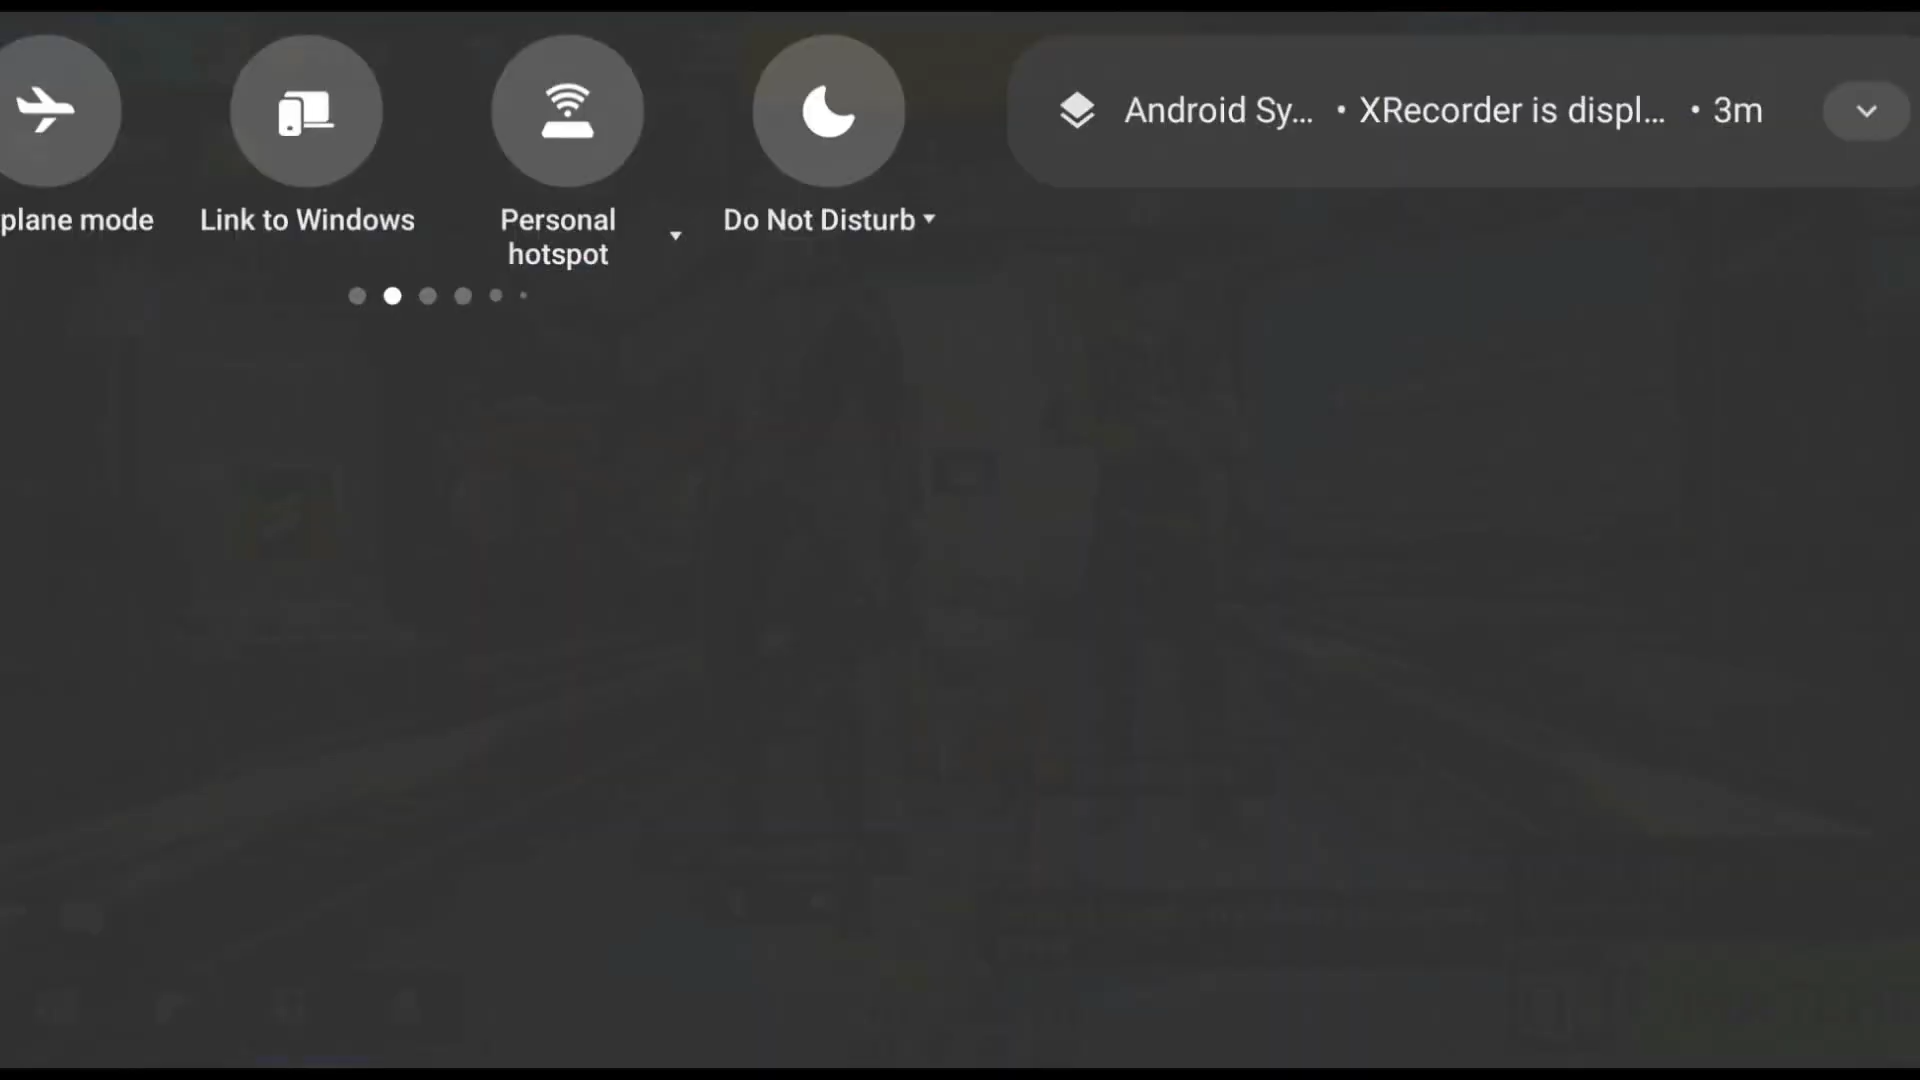 plane mode
Link to Windows
Personal
hotspot
Do Not Disturb
Android Sy... • XRecorder is displ... • 3m